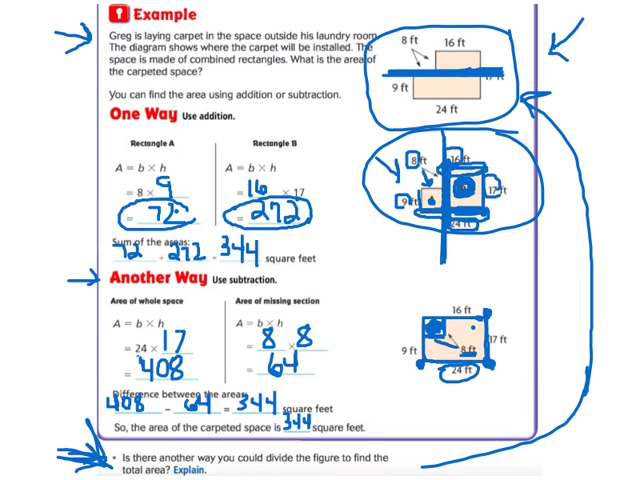 Example
Greg is laying carpet in the space outside his laundry room.
The diagram shows where the carpet will be installed. The
space is made of combined rectangles. What is the area of
the carpeted space?
You can find the area using addition or subtraction.
8 ft 16 ft
17 ft
9 ft
24 ft
One Way Use addition.
Rectangle A Rectangle B
A = b × h A = b × h
= 8 × 9 = 16 × 17
= 72 = 272
Sum of the areas:
72 + 272 = 344 square feet
8 ft 16 ft
17 ft
9 ft
24 ft
Another Way Use subtraction.
Area of whole space Area of missing section
A = b × h A = b × h
= 24 × 17 = 8 × 8
= 408 = 64
Difference between the areas:
408 - 64 = 344 square feet
So, the area of the carpeted space is 344 square feet.
16 ft
17 ft
9 ft 8 ft
24 ft
• Is there another way you could divide the figure to find the
total area? Explain.